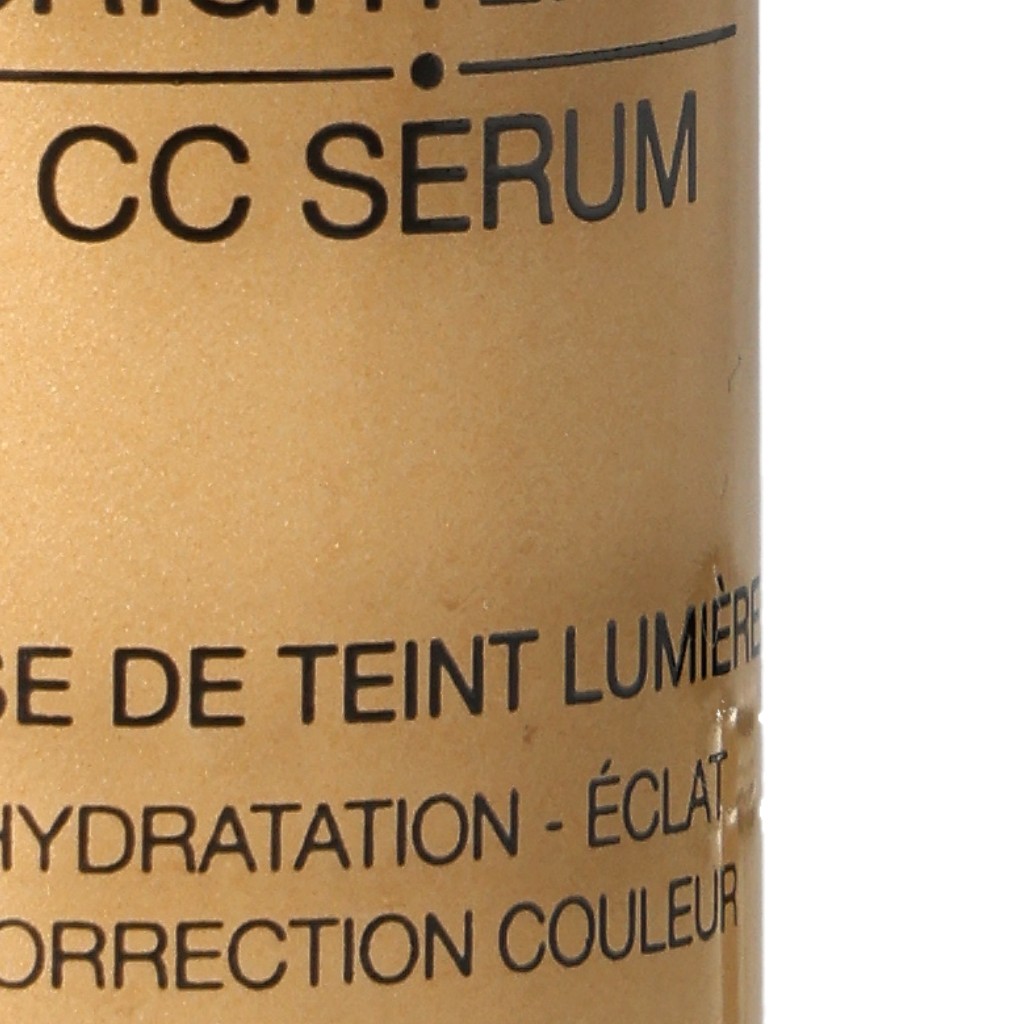 CC SERUM
SE DE TEINT LUMIÈRE
HYDRATATION - ÉCLAT
ORRECTION COULEUR